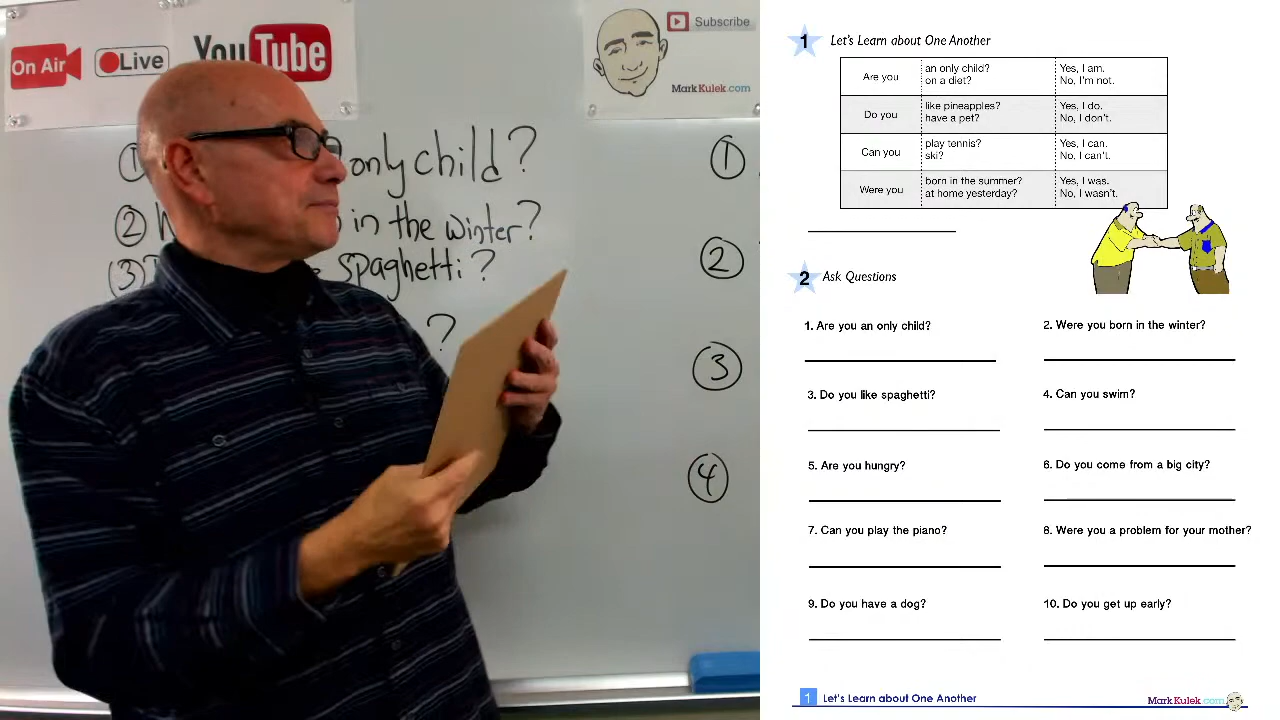 On Air
Live
YouTube
Subscribe
MarkKulek.com
① only child?
② in the winter?
③ spaghetti?
?
①
②
③
④
1 Let's Learn about One Another
Are you an only child? Yes, I am.
on a diet? No, I'm not.
Do you like pineapples? Yes, I do.
have a pet? No, I don't.
Can you play tennis? Yes, I can.
ski? No, I can't.
Were you born in the summer? Yes, I was.
at home yesterday? No, I wasn't.
2 Ask Questions
1. Are you an only child? 2. Were you born in the winter?
3. Do you like spaghetti? 4. Can you swim?
5. Are you hungry? 6. Do you come from a big city?
7. Can you play the piano? 8. Were you a problem for your mother?
9. Do you have a dog? 10. Do you get up early?
1 Let's Learn about One Another
MarkKulek.com